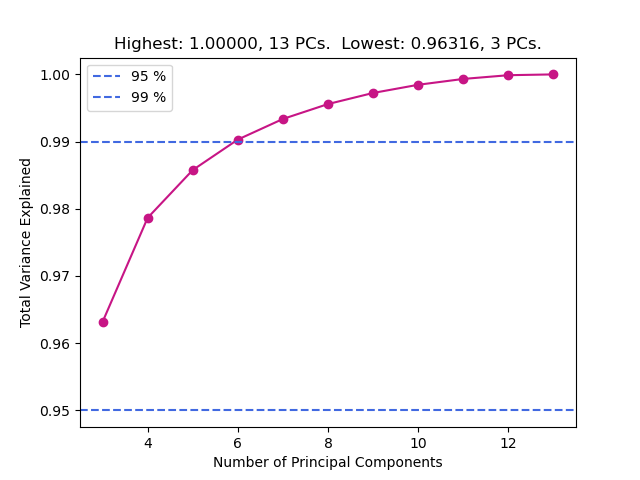 Highest: 1.00000, 13 PCs.  Lowest: 0.96316, 3 PCs.
95 %
99 %
1.00
0.99
0.98
0.97
0.96
0.95
Total Variance Explained
4 6 8 10 12
Number of Principal Components